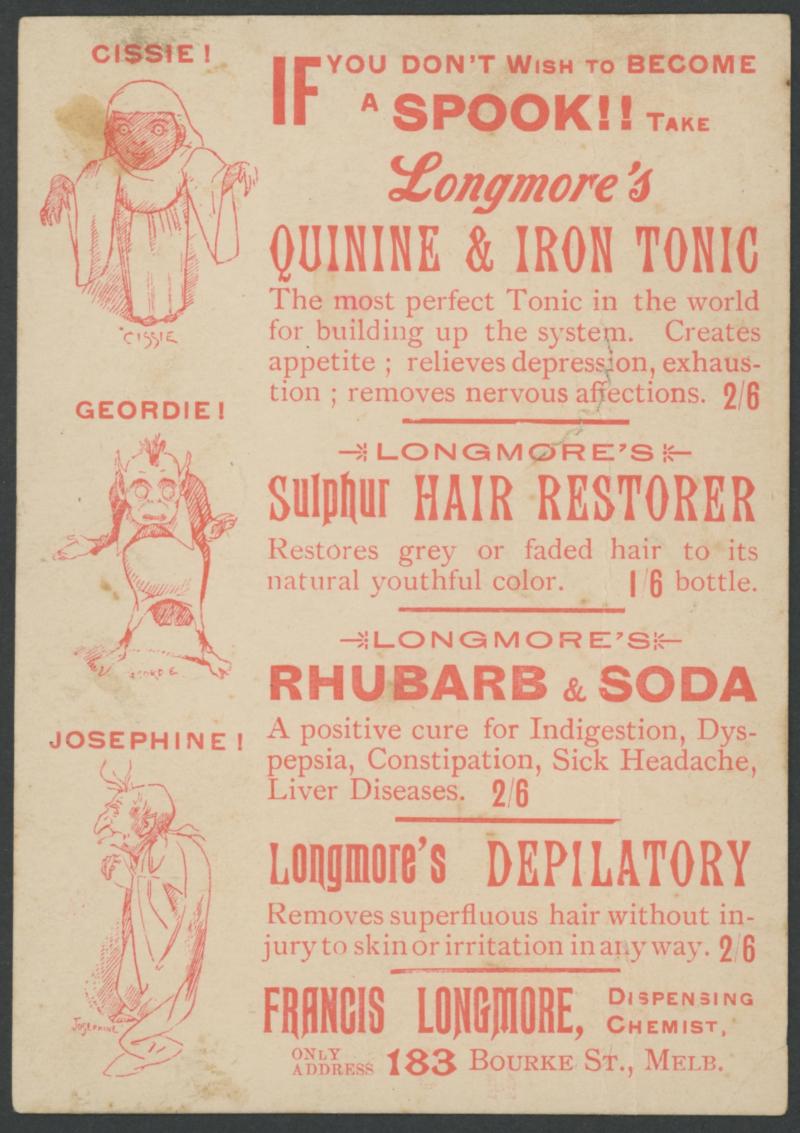 CISSIE!
CISSIE
GEORDIE!
JOSEPHINE!
JOSEPHINE
IF YOU DON'T WISH TO BECOME
A SPOOK!! TAKE
Longmore's
QUININE & IRON TONIC
The most perfect Tonic in the world
for building up the system. Creates
appetite ; relieves depression, exhaus-
tion ; removes nervous affections. 2/6
LONGMORE'S
Sulphur HAIR RESTORER
Restores grey or faded hair to its
natural youthful color. 1/6 bottle.
LONGMORE'S
RHUBARB & SODA
A positive cure for Indigestion, Dys-
pepsia, Constipation, Sick Headache,
Liver Diseases. 2/6
Longmore's DEPILATORY
Removes superfluous hair without in-
jury to skin or irritation in any way. 2/6
FRANCIS LONGMORE, DISPENSING
CHEMIST,
ONLY
ADDRESS 183 BOURKE ST., MELB.